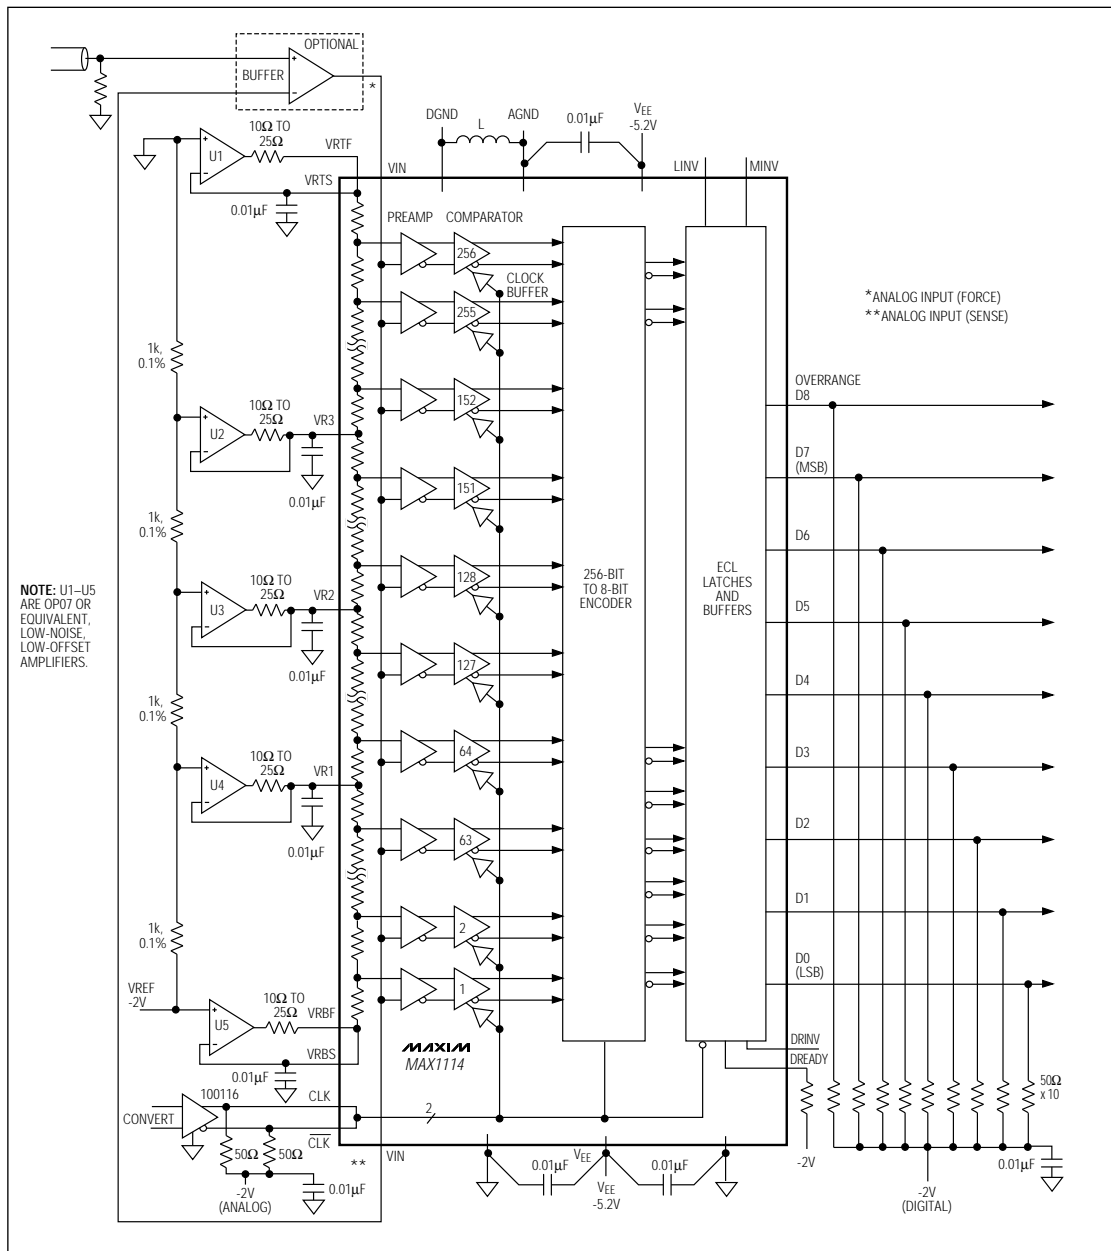 OPTIONAL
BUFFER
*
10Ω TO
25Ω
+
-
U1
VRTF
VRTS
0.01µF
DGND
L
AGND
0.01µF
VEE
-5.2V
VIN
LINV
MINV
PREAMP
COMPARATOR
256
CLOCK
BUFFER
255
*ANALOG INPUT (FORCE)
**ANALOG INPUT (SENSE)
1k,
0.1%
10Ω TO
25Ω
+
-
U2
VR3
0.01µF
152
151
OVERRANGE
D8
D7
(MSB)
1k,
0.1%
D6
NOTE: U1–U5
ARE OP07 OR
EQUIVALENT,
LOW-NOISE,
LOW-OFFSET
AMPLIFIERS.
10Ω TO
25Ω
+
-
U3
VR2
0.01µF
128
127
256-BIT
TO 8-BIT
ENCODER
ECL
LATCHES
AND
BUFFERS
D5
D4
1k,
0.1%
10Ω TO
25Ω
+
-
U4
VR1
0.01µF
64
63
D3
D2
1k,
0.1%
2
1
D1
D0
(LSB)
VREF
-2V
10Ω TO
25Ω
+
-
U5
VRBF
VRBS
0.01µF
MAXIM
MAX1114
DRINV
DREADY
50Ω
x 10
100116
CONVERT
CLK
CLK
2
50Ω
50Ω
-2V
(ANALOG)
0.01µF
**
VIN
VEE
0.01µF
0.01µF
VEE
-5.2V
-2V
-2V
(DIGITAL)
0.01µF